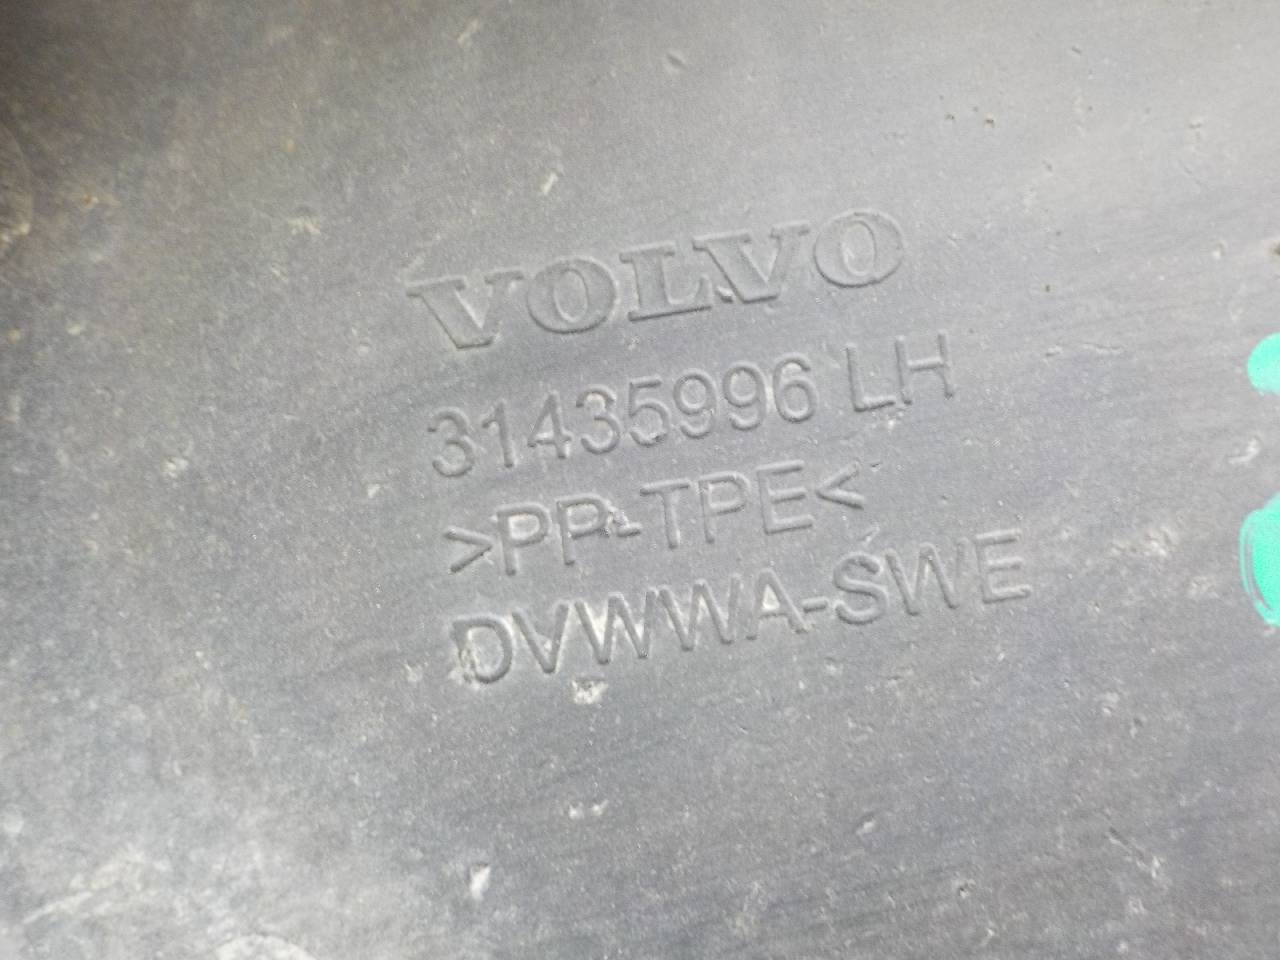 VOLVO
31435996 LH
>PP-TPE<
DVWWA-SWE